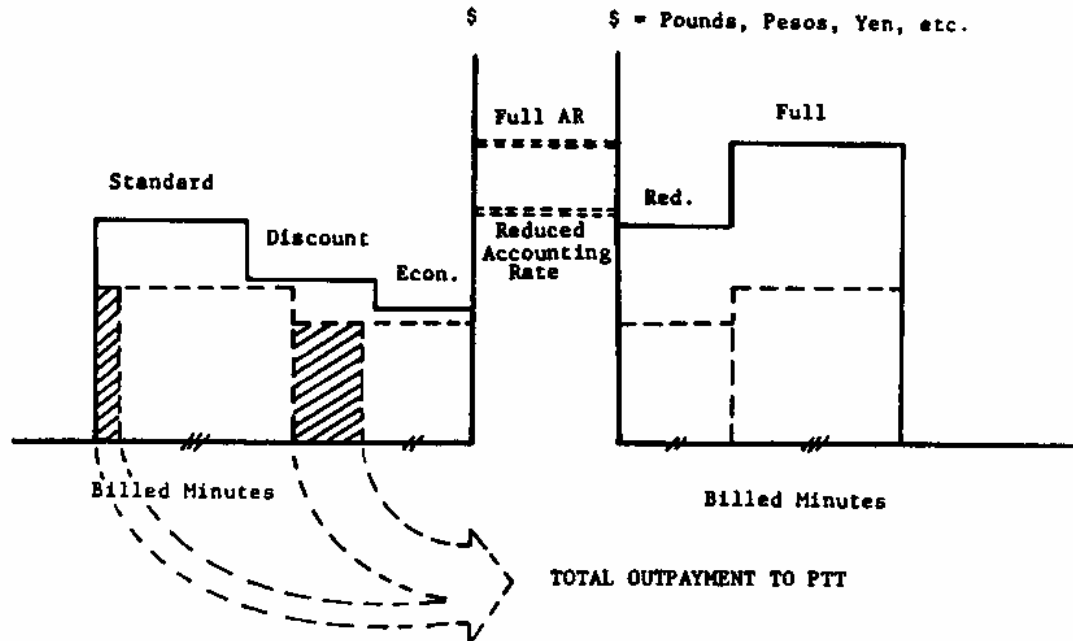 $
$ = Pounds, Pesos, Yen, etc.
Full AR
Full
Standard
Red.
Discount
Reduced
Accounting
Rate
Econ.
Billed Minutes
Billed Minutes
TOTAL OUTPAYMENT TO PTT